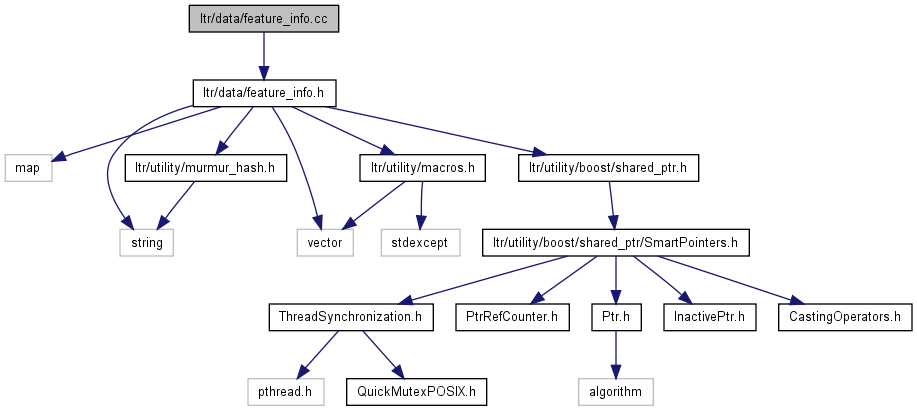 ltr/data/feature_info.cc
ltr/data/feature_info.h
map
ltr/utility/murmur_hash.h
ltr/utility/macros.h
ltr/utility/boost/shared_ptr.h
string
vector
stdexcept
ltr/utility/boost/shared_ptr/SmartPointers.h
ThreadSynchronization.h
PtrRefCounter.h
Ptr.h
InactivePtr.h
CastingOperators.h
pthread.h
QuickMutexPOSIX.h
algorithm